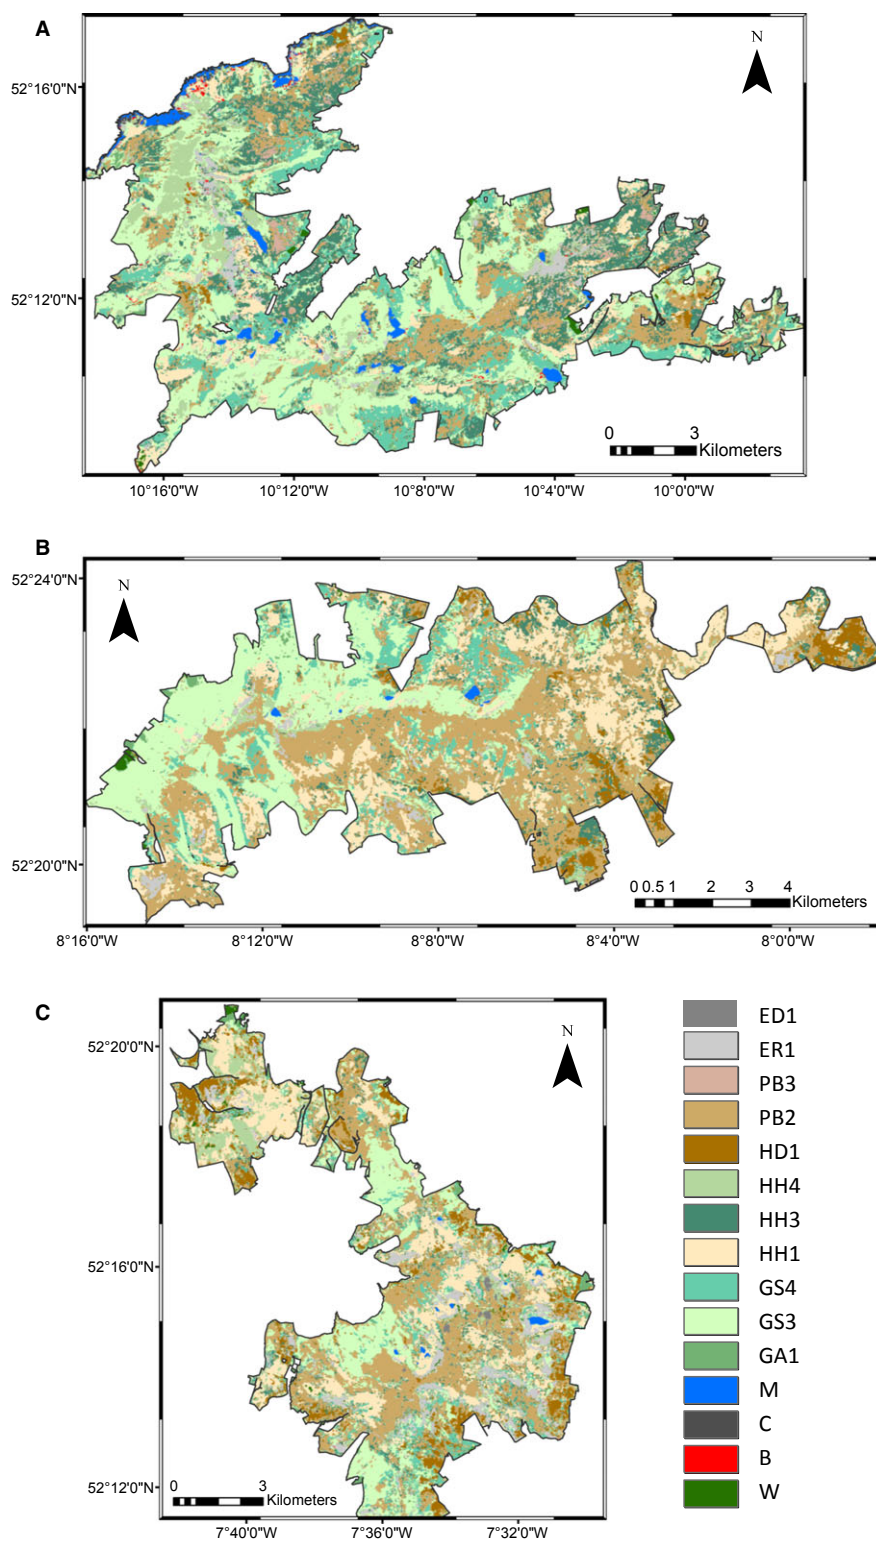 A
N
52°16'0"N
52°12'0"N
0 3
Kilometers
10°16'0"W 10°12'0"W 10°8'0"W 10°4'0"W 10°0'0"W
B
52°24'0"N
N
52°20'0"N
0 0.5 1 2 3 4
Kilometers
8°16'0"W 8°12'0"W 8°8'0"W 8°4'0"W 8°0'0"W
C
N
52°20'0"N
52°16'0"N
52°12'0"N
0 3
Kilometers
7°40'0"W 7°36'0"W 7°32'0"W
ED1
ER1
PB3
PB2
HD1
HH4
HH3
HH1
GS4
GS3
GA1
M
C
B
W